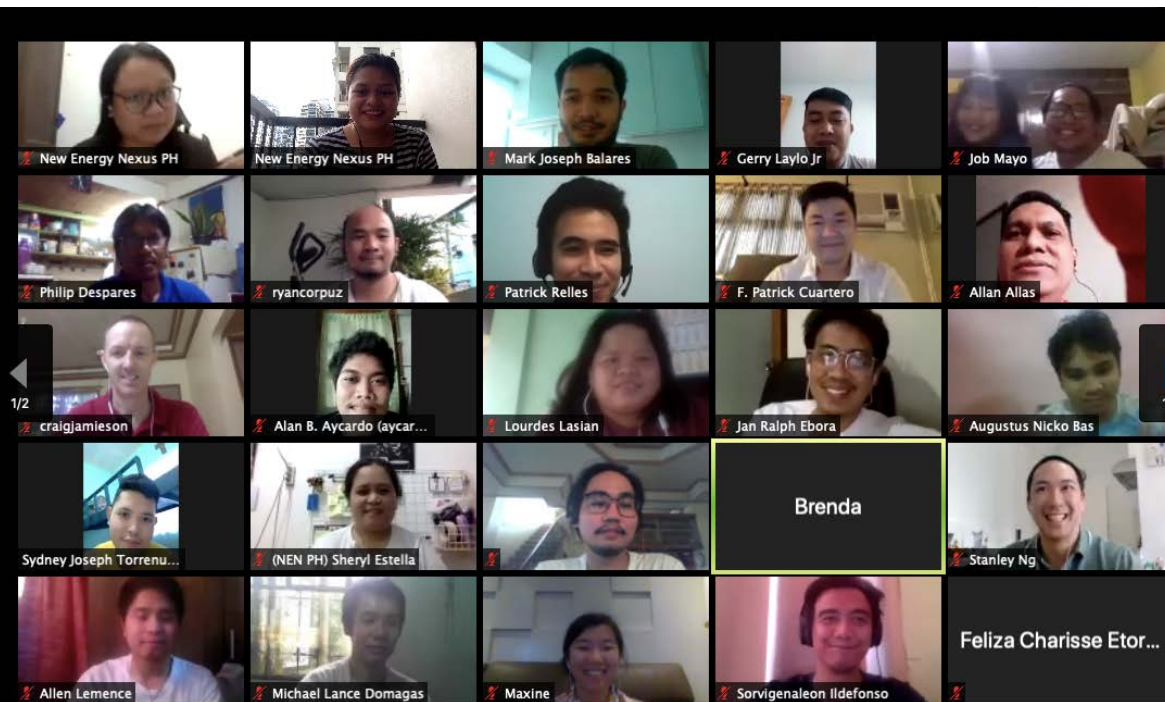 New Energy Nexus PH
New Energy Nexus PH
Mark Joseph Balares
Gerry Laylo Jr
Job Mayo
Philip Despares
ryancorpuz
Patrick Relles
F. Patrick Cuartero
Allan Allas
1/2
craigjamieson
Alan B. Aycardo (aycar...
Lourdes Lasian
Jan Ralph Ebora
Augustus Nicko Bas
Sydney Joseph Torrenu...
(NEN PH) Sheryl Estella
Brenda
Stanley Ng
Allen Lemence
Michael Lance Domagas
Maxine
Sorvigenaleon Ildefonso
Feliza Charisse Etor...